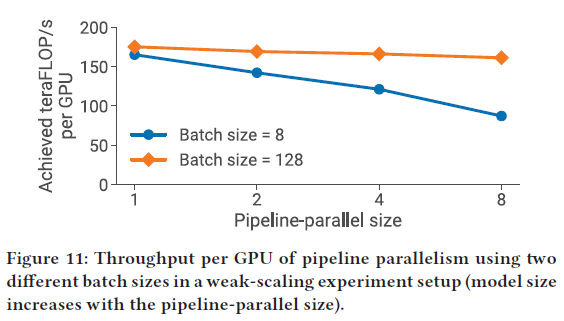 Achieved teraFLOP/s
per GPU
200
150
100
50
0
Batch size = 8
Batch size = 128
1 2 4 8
Pipeline-parallel size
Figure 11: Throughput per GPU of pipeline parallelism using two
different batch sizes in a weak-scaling experiment setup (model size
increases with the pipeline-parallel size).